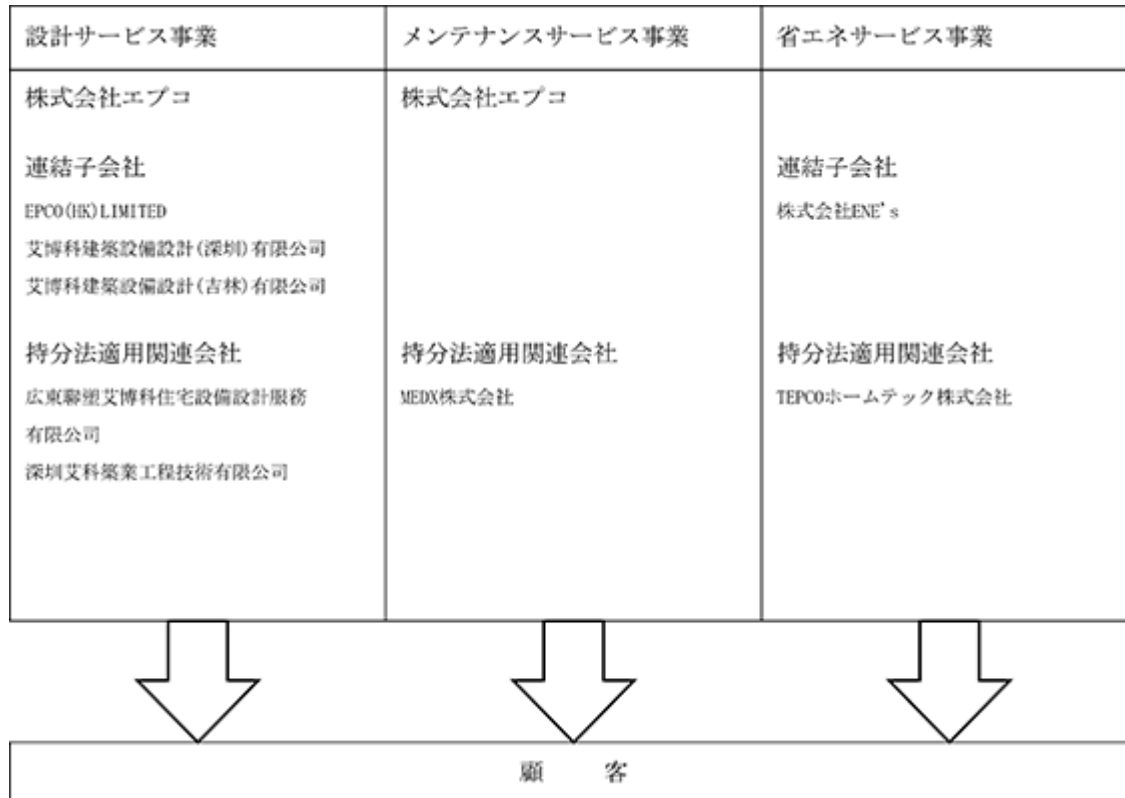 設計サービス事業
株式会社エプコ
連結子会社
EPCO(HK)LIMITED
艾博科建築設備設計(深圳)有限公司
艾博科建築設備設計(吉林)有限公司
持分法適用関連会社
広東聯塑艾博科住宅設備設計服務
有限公司
深圳艾科築業工程技術有限公司
メンテナンスサービス事業
株式会社エプコ
持分法適用関連会社
MEDX株式会社
省エネサービス事業
連結子会社
株式会社ENE's
持分法適用関連会社
TEPCOホームテック株式会社
顧　　客